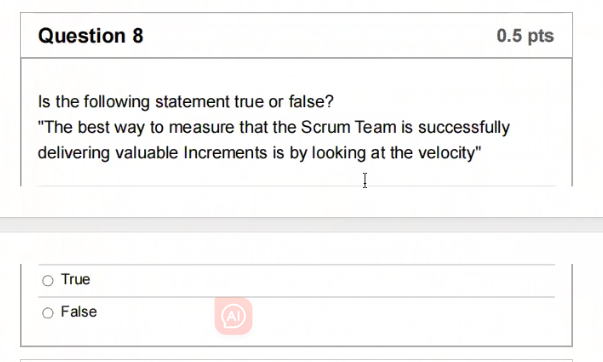 Question 8
0.5 pts
Is the following statement true or false?
"The best way to measure that the Scrum Team is successfully
delivering valuable Increments is by looking at the velocity"
True
False
AI